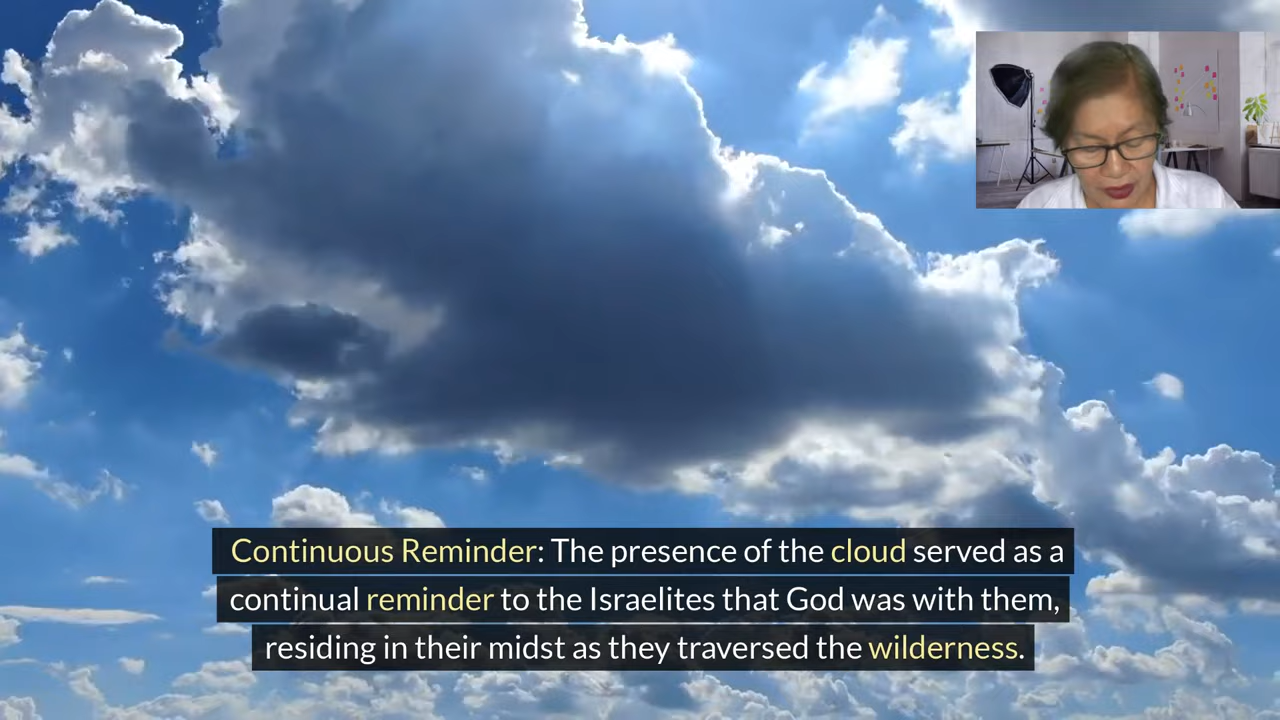 Continuous Reminder: The presence of the cloud served as a
continual reminder to the Israelites that God was with them,
residing in their midst as they traversed the wilderness.